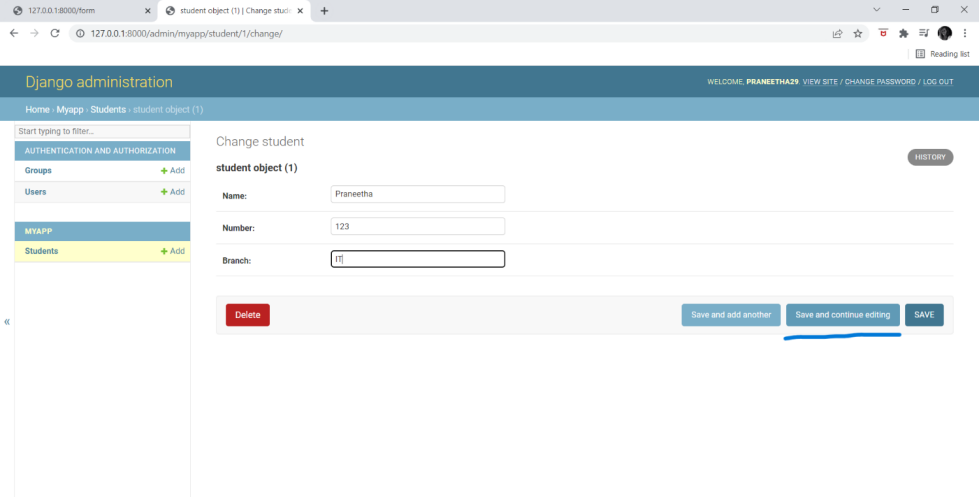 127.0.0.1:8000/form
student object (1) | Change stude
127.0.0.1:8000/admin/myapp/student/1/change/
Reading list
Django administration
WELCOME, PRANEETHA29. VIEW SITE / CHANGE PASSWORD / LOG OUT
Home › Myapp › Students › student object (1)
Start typing to filter...
AUTHENTICATION AND AUTHORIZATION
Groups + Add
Users + Add
MYAPP
Students + Add
«
Change student
HISTORY
student object (1)
Name: Praneetha
Number: 123
Branch: IT
Delete Save and add another Save and continue editing SAVE